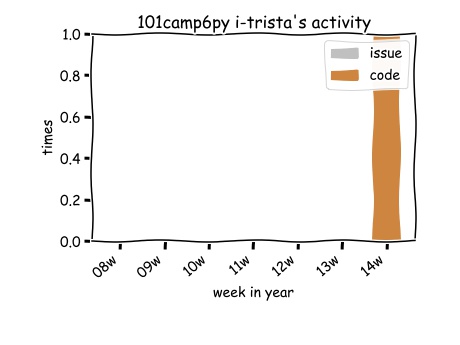 101camp6py i-trista's activity
1.0
0.8
0.6
0.4
0.2
0.0
times
issue
code
08w 09w 10w 11w 12w 13w 14w
week in year